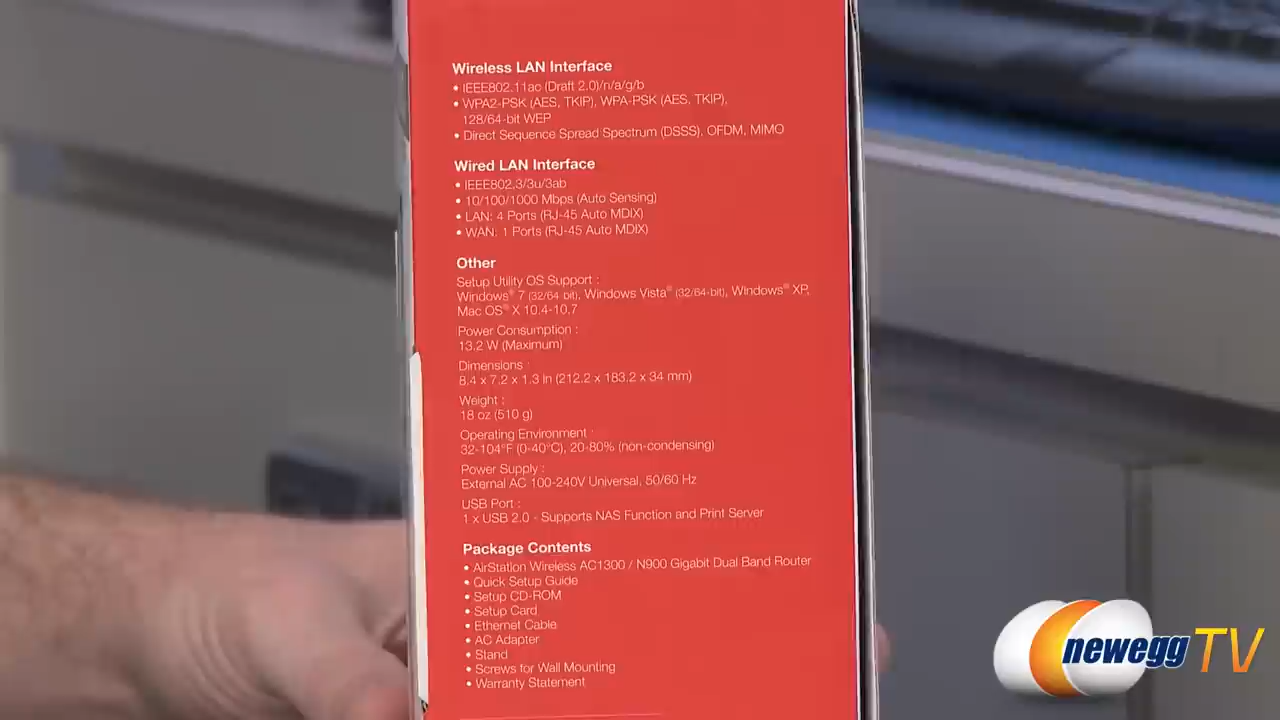 Wireless LAN Interface
• IEEE802.11ac (Draft 2.0)/n/a/g/b
• WPA2-PSK (AES, TKIP), WPA-PSK (AES, TKIP),
128/64-bit WEP
• Direct Sequence Spread Spectrum (DSSS), OFDM, MIMO
Wired LAN Interface
• IEEE802.3/3u/3ab
• 10/100/1000 Mbps (Auto Sensing)
• LAN: 4 Ports (RJ-45 Auto MDIX)
• WAN: 1 Ports (RJ-45 Auto MDIX)
Other
Setup Utility OS Support :
Windows® 7 (32/64 bit), Windows Vista® (32/64-bit), Windows® XP,
Mac OS® X 10.4-10.7
Power Consumption :
13.2 W (Maximum)
Dimensions :
8.4 x 7.2 x 1.3 in (212.2 x 183.2 x 34 mm)
Weight :
18 oz (510 g)
Operating Environment :
32-104°F (0-40°C), 20-80% (non-condensing)
Power Supply :
External AC 100-240V Universal, 50/60 Hz
USB Port :
1 x USB 2.0 - Supports NAS Function and Print Server
Package Contents
• AirStation Wireless AC1300 / N900 Gigabit Dual Band Router
• Quick Setup Guide
• Setup CD-ROM
• Setup Card
• Ethernet Cable
• AC Adapter
• Stand
• Screws for Wall Mounting
• Warranty Statement
newegg TV